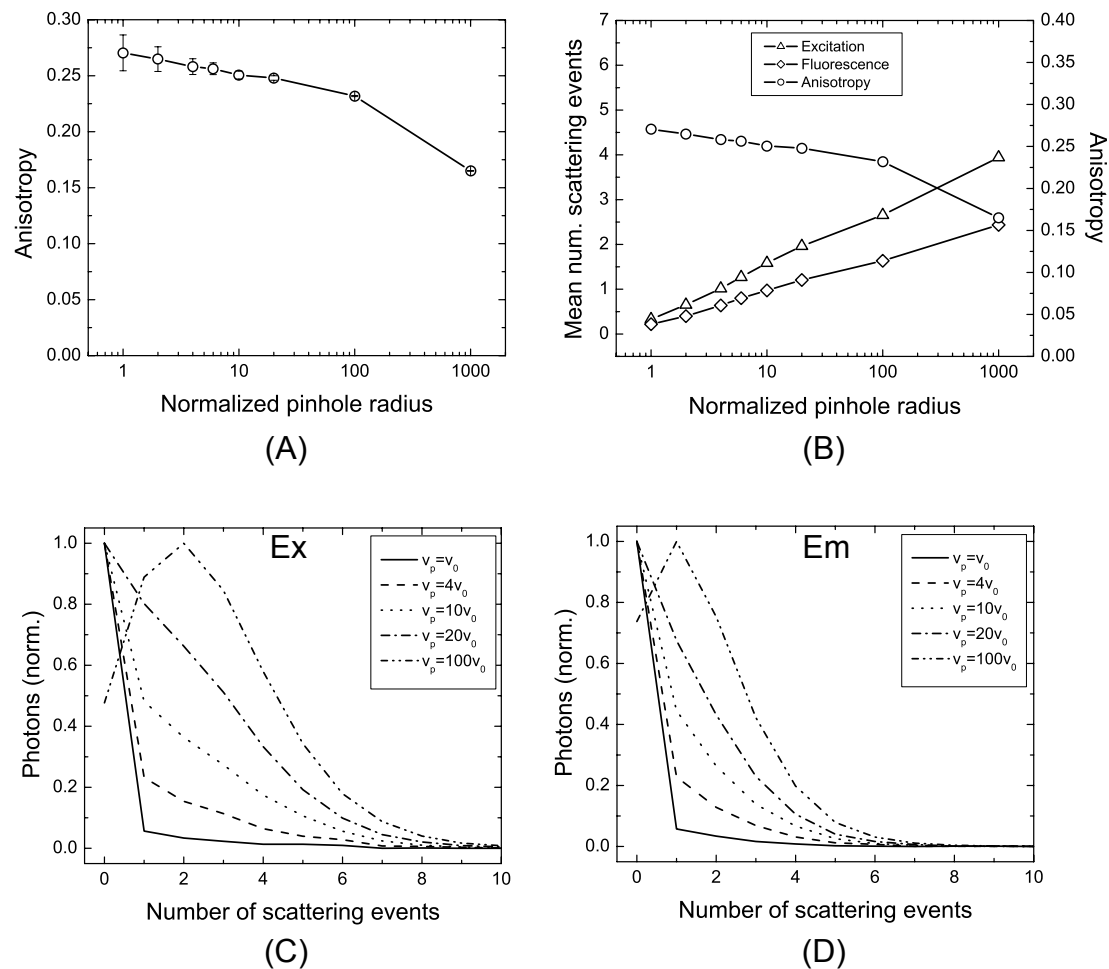 0.30
0.25
0.20
0.15
0.10
0.05
0.00
Anisotropy
1 10 100 1000
Normalized pinhole radius
(A)
7
6
5
4
3
2
1
0
Mean num. scattering events
Excitation
Fluorescence
Anisotropy
0.40
0.35
0.30
0.25
0.20
0.15
0.10
0.05
0.00
Anisotropy
1 10 100 1000
Normalized pinhole radius
(B)
Ex
1.0
0.8
0.6
0.4
0.2
0.0
Photons (norm.)
v_p=v_0
v_p=4v_0
v_p=10v_0
v_p=20v_0
v_p=100v_0
0 2 4 6 8 10
Number of scattering events
(C)
Em
1.0
0.8
0.6
0.4
0.2
0.0
Photons (norm.)
v_p=v_0
v_p=4v_0
v_p=10v_0
v_p=20v_0
v_p=100v_0
0 2 4 6 8 10
Number of scattering events
(D)